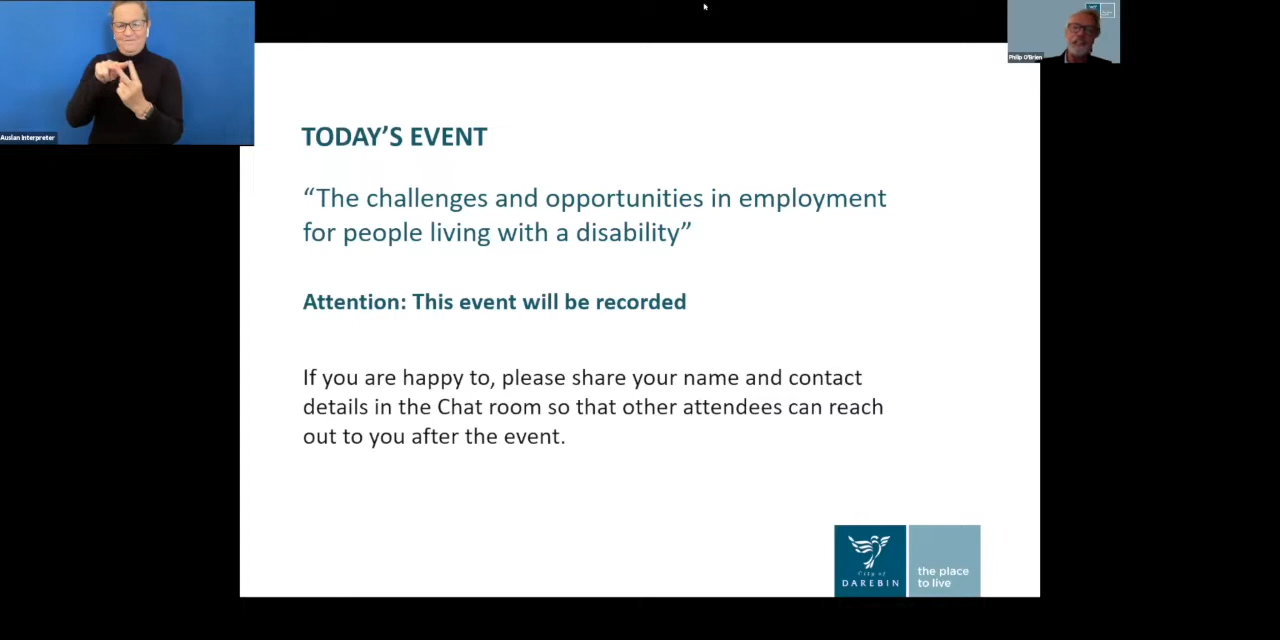 Auslan Interpreter
Philip O'Brien
TODAY'S EVENT
“The challenges and opportunities in employment
for people living with a disability”
Attention: This event will be recorded
If you are happy to, please share your name and contact
details in the Chat room so that other attendees can reach
out to you after the event.
City of
DAREBIN
the place
to live